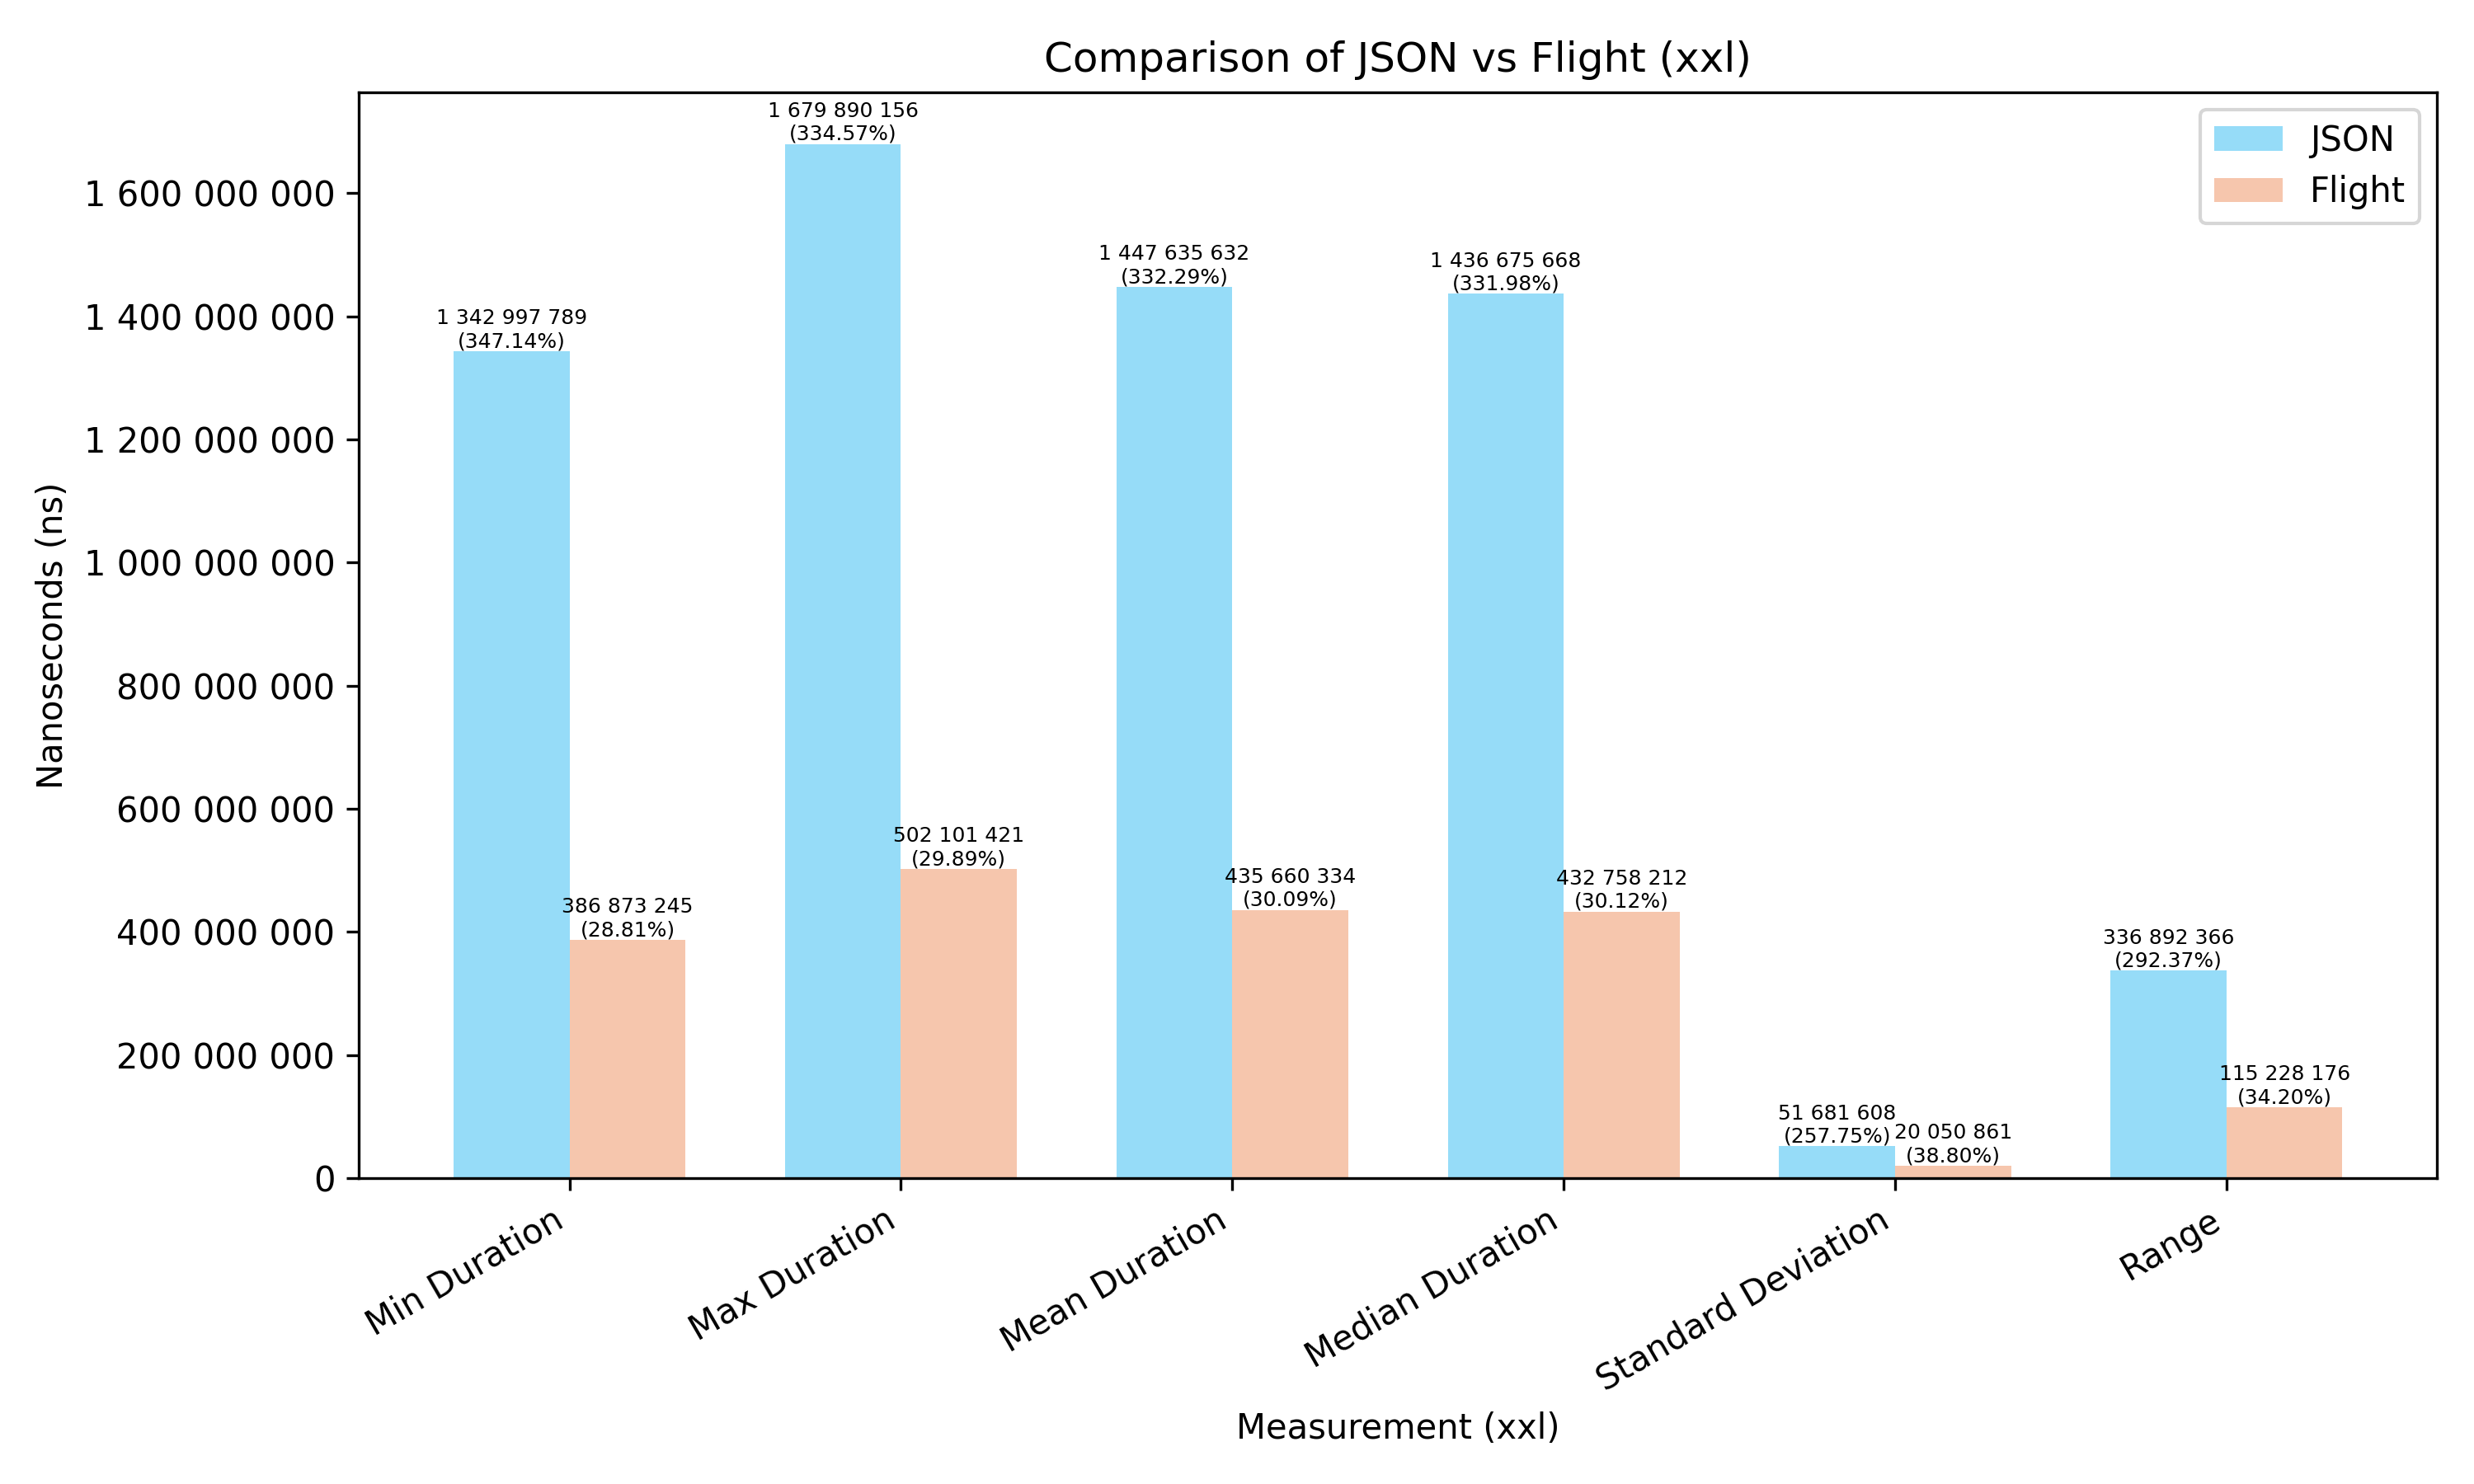 Comparison of JSON vs Flight (xxl)
JSON
Flight
Nanoseconds (ns)
1 600 000 000
1 400 000 000
1 200 000 000
1 000 000 000
800 000 000
600 000 000
400 000 000
200 000 000
0
1 342 997 789
(347.14%)
386 873 245
(28.81%)
1 679 890 156
(334.57%)
502 101 421
(29.89%)
1 447 635 632
(332.29%)
435 660 334
(30.09%)
1 436 675 668
(331.98%)
432 758 212
(30.12%)
51 681 608
(257.75%)
20 050 861
(38.80%)
336 892 366
(292.37%)
115 228 176
(34.20%)
Min Duration
Max Duration
Mean Duration
Median Duration
Standard Deviation
Range
Measurement (xxl)